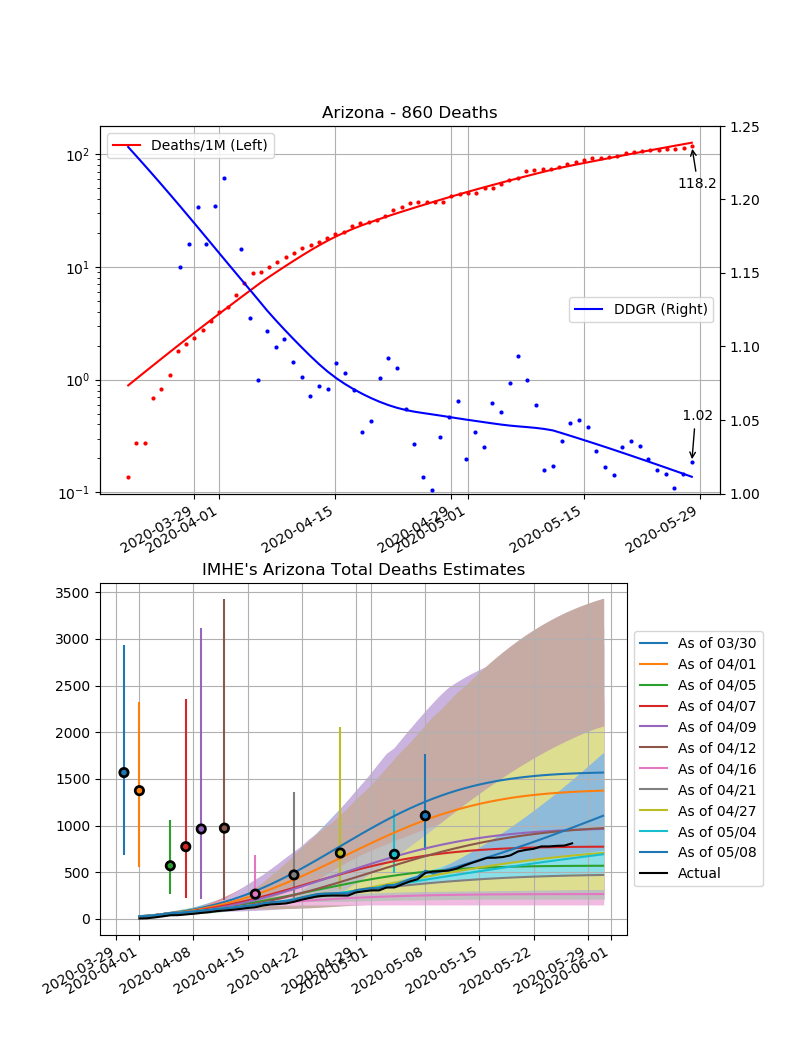 Arizona - 860 Deaths
10²
10¹
10⁰
10⁻¹
Deaths/1M (Left)
118.2
DDGR (Right)
1.02
1.25
1.20
1.15
1.10
1.05
1.00
2020-03-29
2020-04-01
2020-04-15
2020-04-29
2020-05-01
2020-05-15
2020-05-29
IMHE's Arizona Total Deaths Estimates
3500
3000
2500
2000
1500
1000
500
0
As of 03/30
As of 04/01
As of 04/05
As of 04/07
As of 04/09
As of 04/12
As of 04/16
As of 04/21
As of 04/27
As of 05/04
As of 05/08
Actual
2020-03-29
2020-04-01
2020-04-08
2020-04-15
2020-04-22
2020-04-29
2020-05-01
2020-05-08
2020-05-15
2020-05-22
2020-05-29
2020-06-01